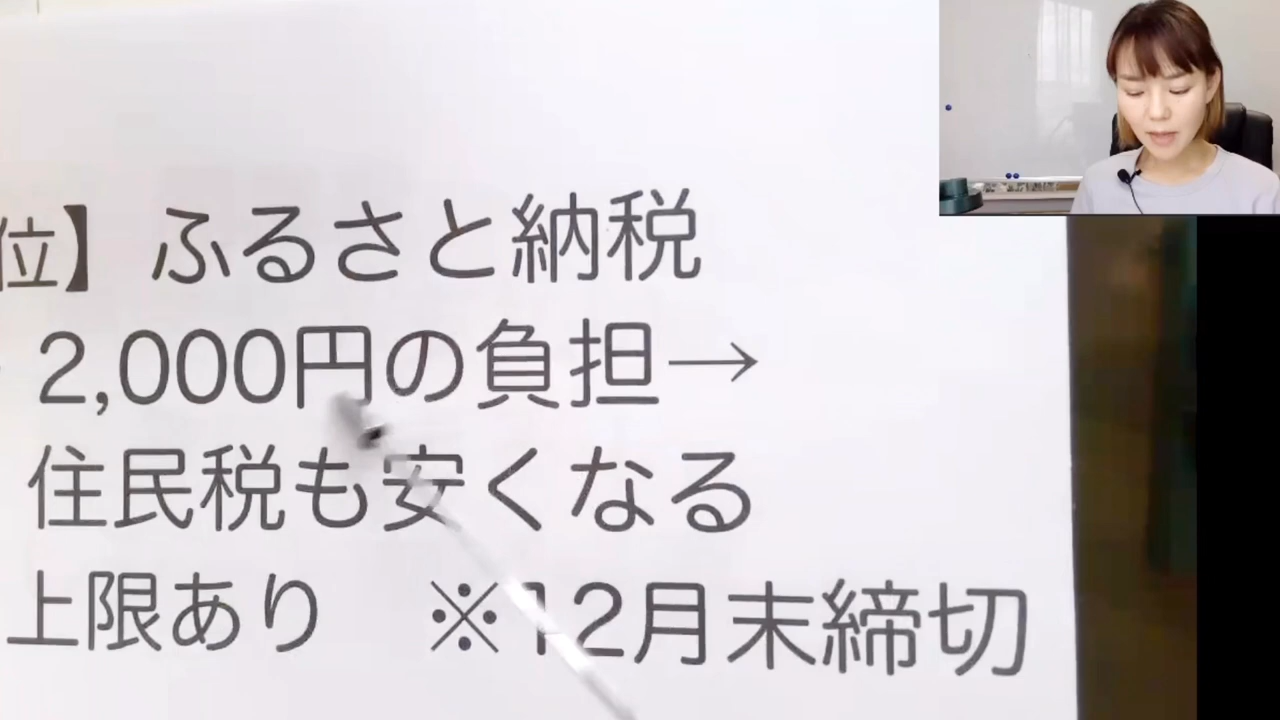 位】 ふるさと納税
2,000円の負担→
住民税も安くなる
上限あり ※12月末締切